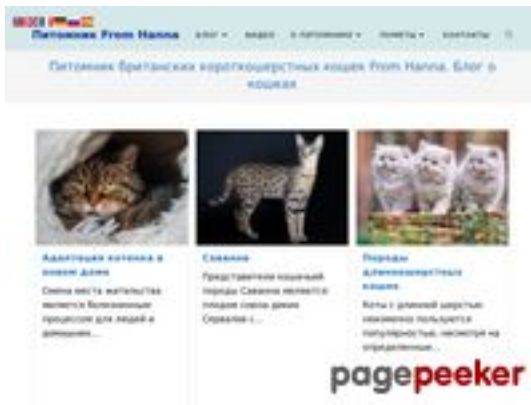 Питомник From Hanna БЛОГ ВИДЕО О ПИТОМНИКЕ ПОМЕТЫ КОНТАКТЫ
Питомник британских короткошерстных кошек From Hanna. Блог о
кошках
Адаптация котенка в
новом доме
Смена места жительства
является болезненным
процессом для людей и
домашних...
Саванна
Представители кошачьей
породы Саванна являются
плодом союза диких
Сервалов с...
Породы
длинношерстных
кошек
Коты с длинной шерстью
неизменно пользуются
популярностью, несмотря на
определенные...
pagepeeker